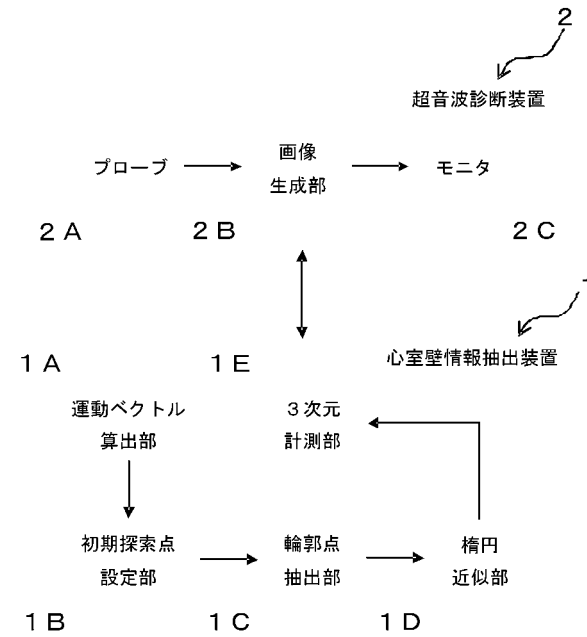 2
超音波診断装置
プローブ
画像
生成部
モニタ
2A
2B
2C
1A
1E
心室壁情報抽出装置
運動ベクトル
算出部
3次元
計測部
初期探索点
設定部
輪郭点
抽出部
楕円
近似部
1B
1C
1D